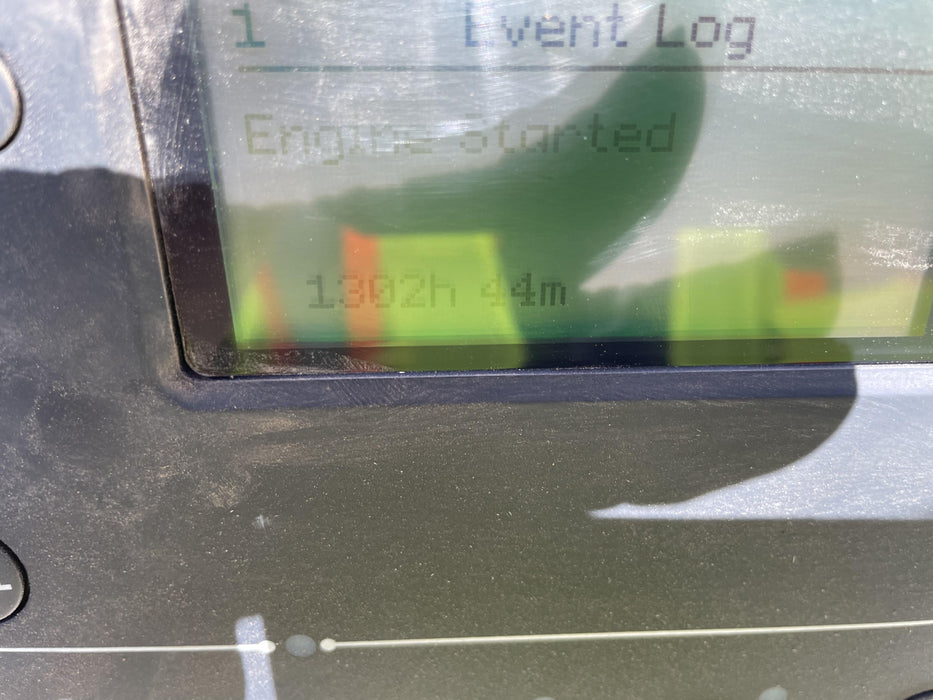 1 Event Log
Engine Started
1302h 44m